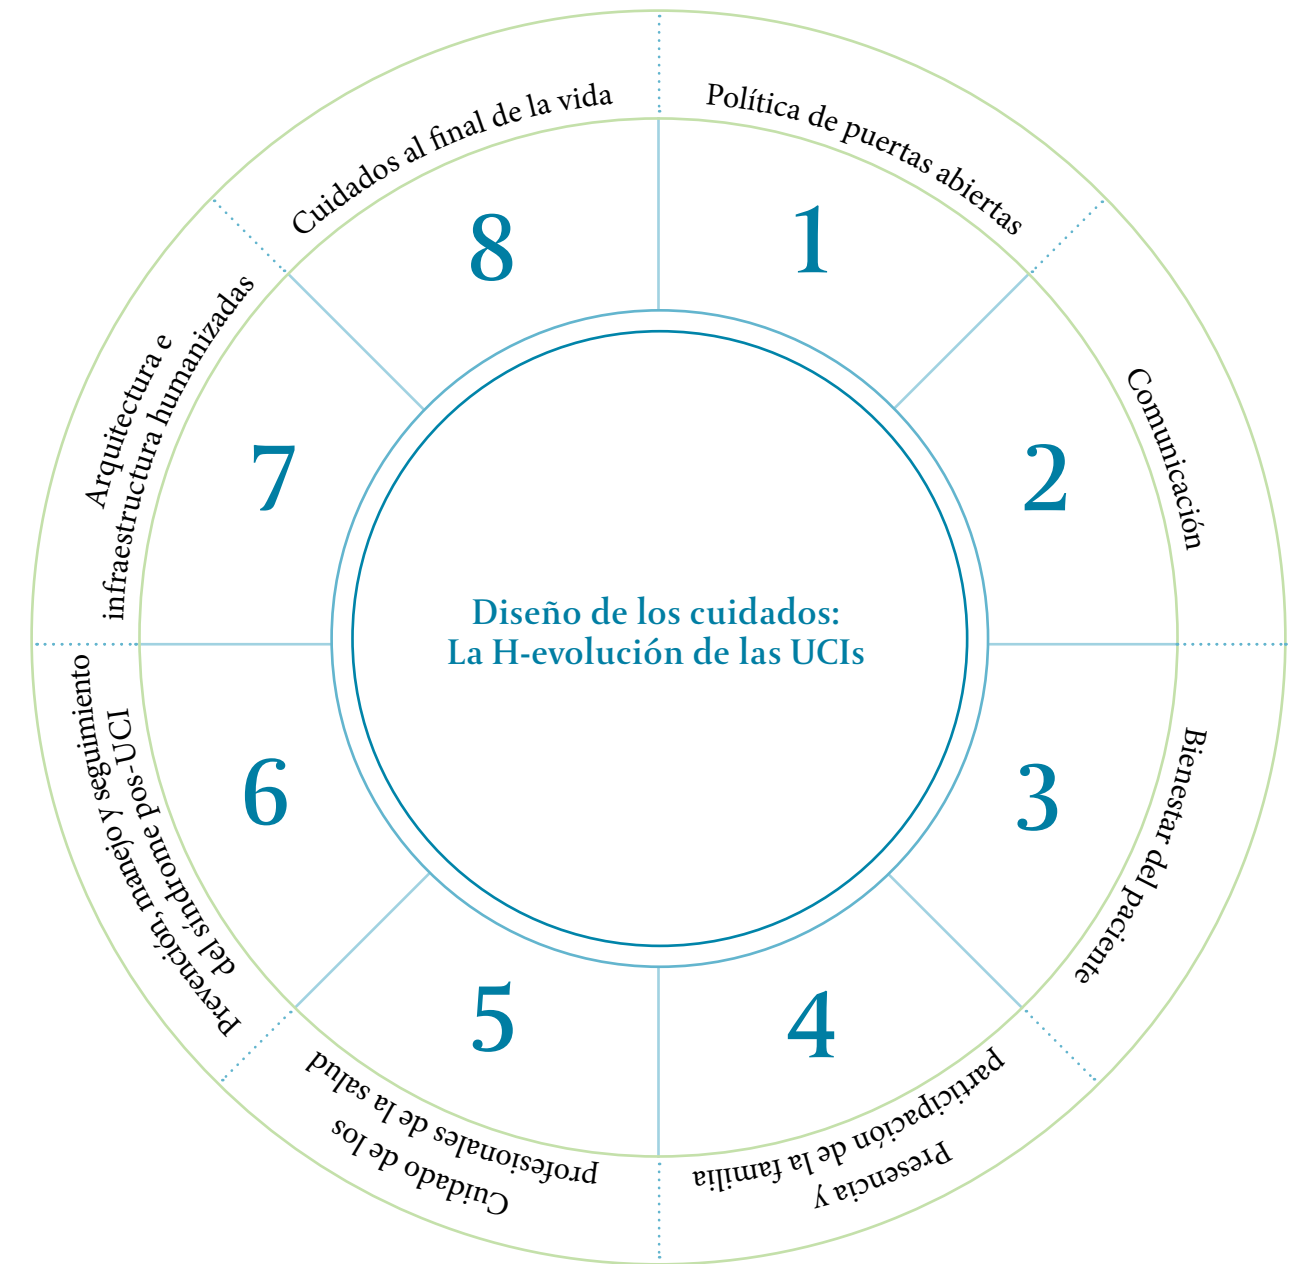 Diseño de los cuidados:
La H-evolución de las UCIs
1
Política de puertas abiertas
2
Comunicación
3
Bienestar del paciente
4
Presencia y
participación de la familia
5
Cuidado de los
profesionales de la salud
6
Prevención, manejo y seguimiento
del síndrome pos-UCI
7
Arquitectura e
infraestructura humanizadas
8
Cuidados al final de la vida